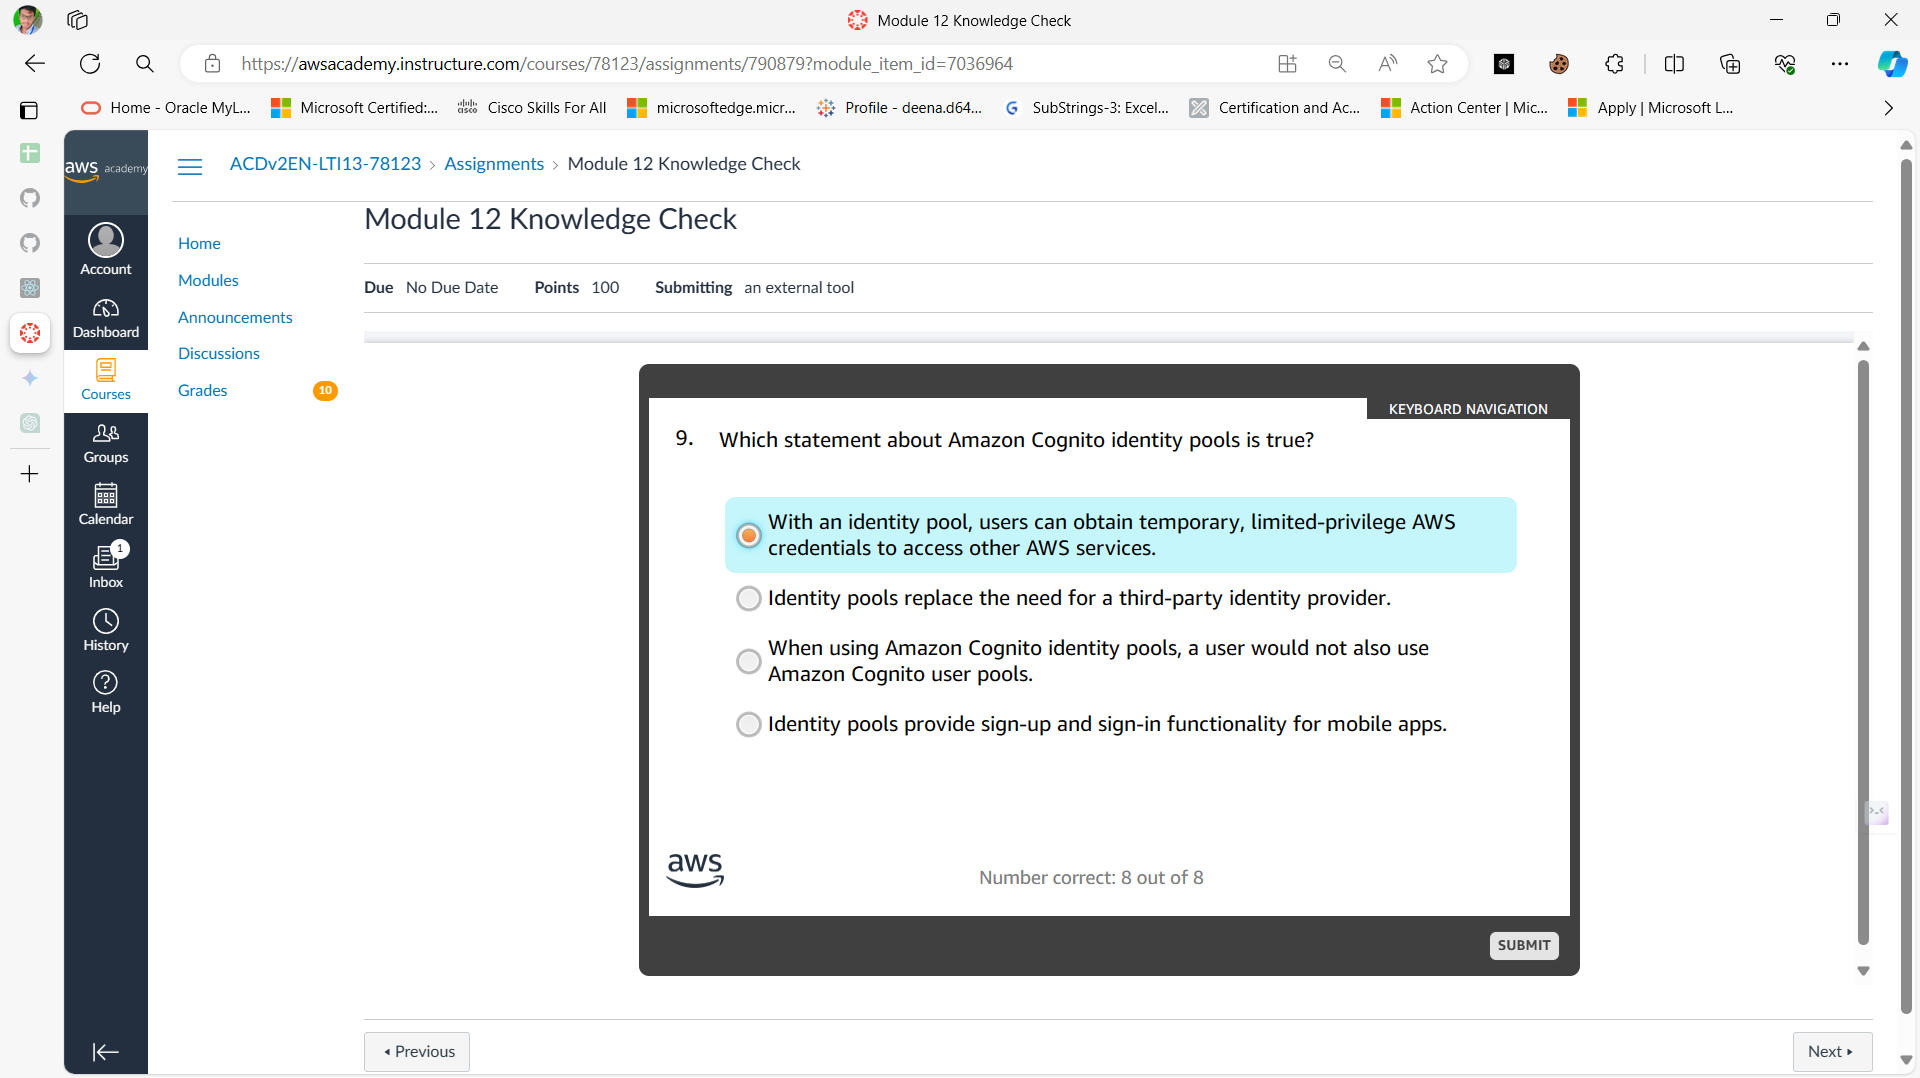 Module 12 Knowledge Check
https://awsacademy.instructure.com/courses/78123/assignments/790879?module_item_id=7036964
Home - Oracle MyL...
Microsoft Certified:...
Cisco Skills For All
microsoftedge.micr...
Profile - deena.d64...
SubStrings-3: Excel...
Certification and Ac...
Action Center | Mic...
Apply | Microsoft L...
aws academy
ACDv2EN-LTI13-78123 › Assignments › Module 12 Knowledge Check
Account
Dashboard
Courses
Groups
Calendar
1
Inbox
History
Help
Home
Modules
Announcements
Discussions
Grades 10
Module 12 Knowledge Check
Due No Due Date Points 100 Submitting an external tool
KEYBOARD NAVIGATION
9. Which statement about Amazon Cognito identity pools is true?
With an identity pool, users can obtain temporary, limited-privilege AWS
credentials to access other AWS services.
Identity pools replace the need for a third-party identity provider.
When using Amazon Cognito identity pools, a user would not also use
Amazon Cognito user pools.
Identity pools provide sign-up and sign-in functionality for mobile apps.
aws
Number correct: 8 out of 8
SUBMIT
Previous
Next